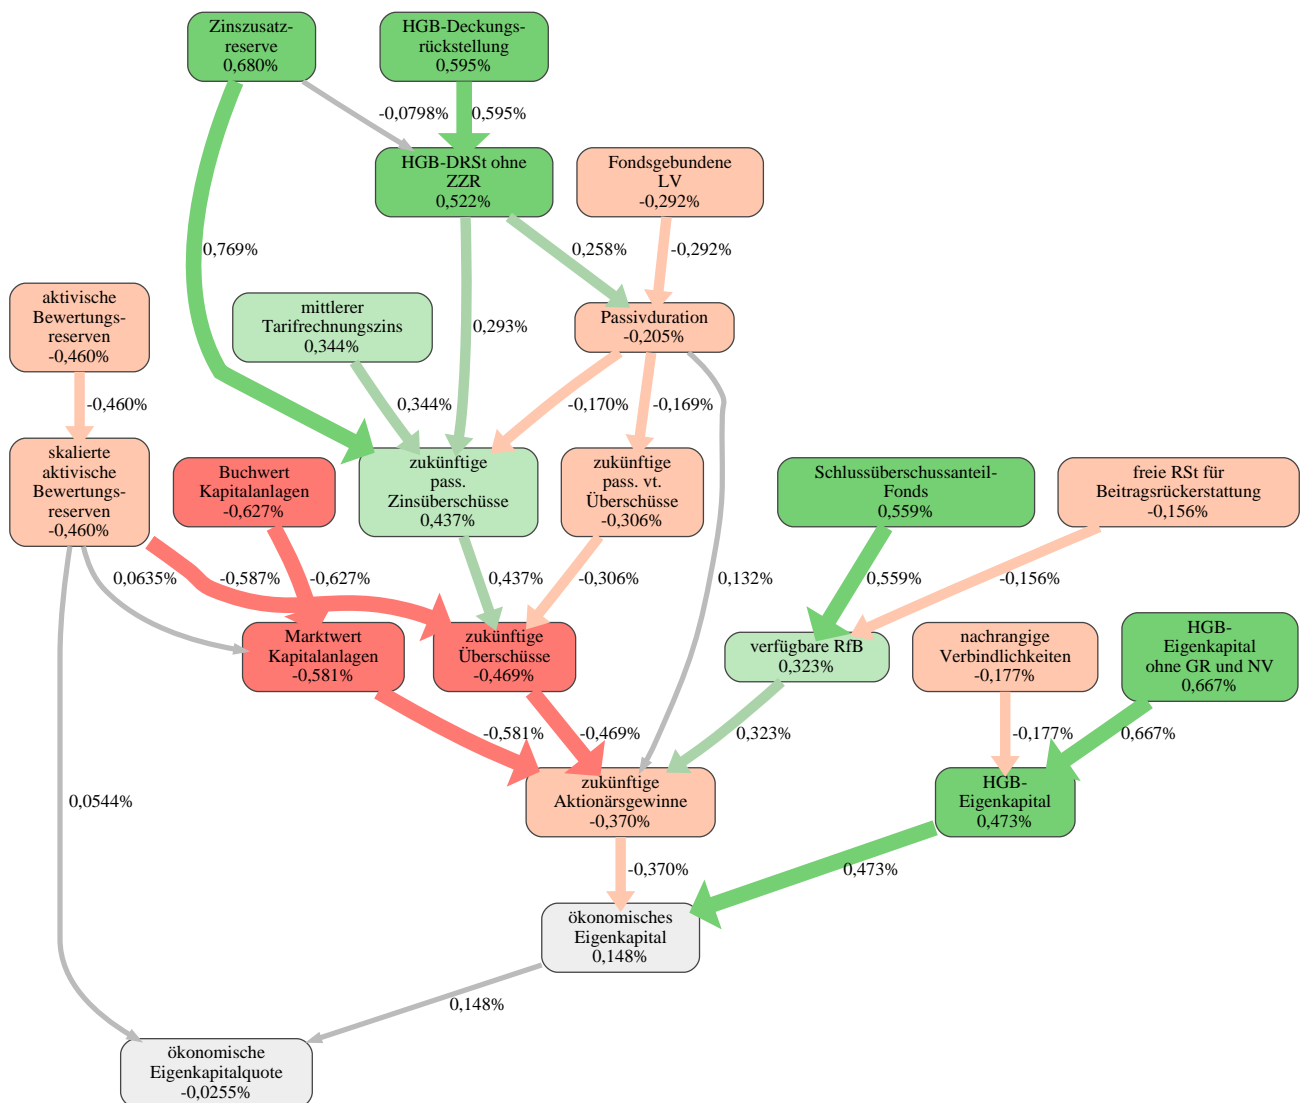 Zinszusatz-
reserve
0,680%
HGB-Deckungs-
rückstellung
0,595%
-0,0798%
0,595%
HGB-DRSt ohne
ZZR
0,522%
Fondsgebundene
LV
-0,292%
0,769%
0,258%
-0,292%
aktivische
Bewertungs-
reserven
-0,460%
mittlerer
Tarifrechnungszins
0,344%
0,293%
Passivduration
-0,205%
-0,460%
0,344%
-0,170%
-0,169%
skalierte
aktivische
Bewertungs-
reserven
-0,460%
Buchwert
Kapitalanlagen
-0,627%
zukünftige
pass.
Zinsüberschüsse
0,437%
zukünftige
pass. vt.
Überschüsse
-0,306%
Schlussüberschussanteil-
Fonds
0,559%
freie RSt für
Beitragsrückerstattung
-0,156%
0,0635%
-0,587%
-0,627%
0,437%
-0,306%
0,132%
0,559%
-0,156%
Marktwert
Kapitalanlagen
-0,581%
zukünftige
Überschüsse
-0,469%
verfügbare RfB
0,323%
nachrangige
Verbindlichkeiten
-0,177%
HGB-
Eigenkapital
ohne GR und NV
0,667%
-0,581%
-0,469%
0,323%
-0,177%
0,667%
0,0544%
zukünftige
Aktionärsgewinne
-0,370%
HGB-
Eigenkapital
0,473%
-0,370%
0,473%
ökonomisches
Eigenkapital
0,148%
0,148%
ökonomische
Eigenkapitalquote
-0,0255%